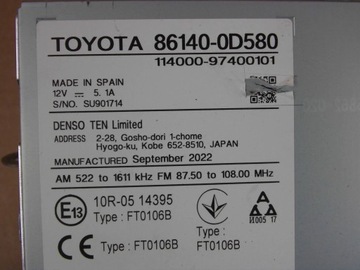 TOYOTA 86140-0D580
114000-97400101
MADE IN SPAIN
12V ⎓ 5. 1A
S/NO. SU901714
DENSO TEN Limited
ADDRESS 2-28, Gosho-dori 1-chome
Hyogo-ku, Kobe 652-8510, JAPAN
MANUFACTURED September 2022
AM 522 to 1611 kHz FM 87.50 to 108.00 MHz
E13 10R-05 14395
Type : FT0106B
И005 17
CE Type : FT0106B
Type :
FT0106B